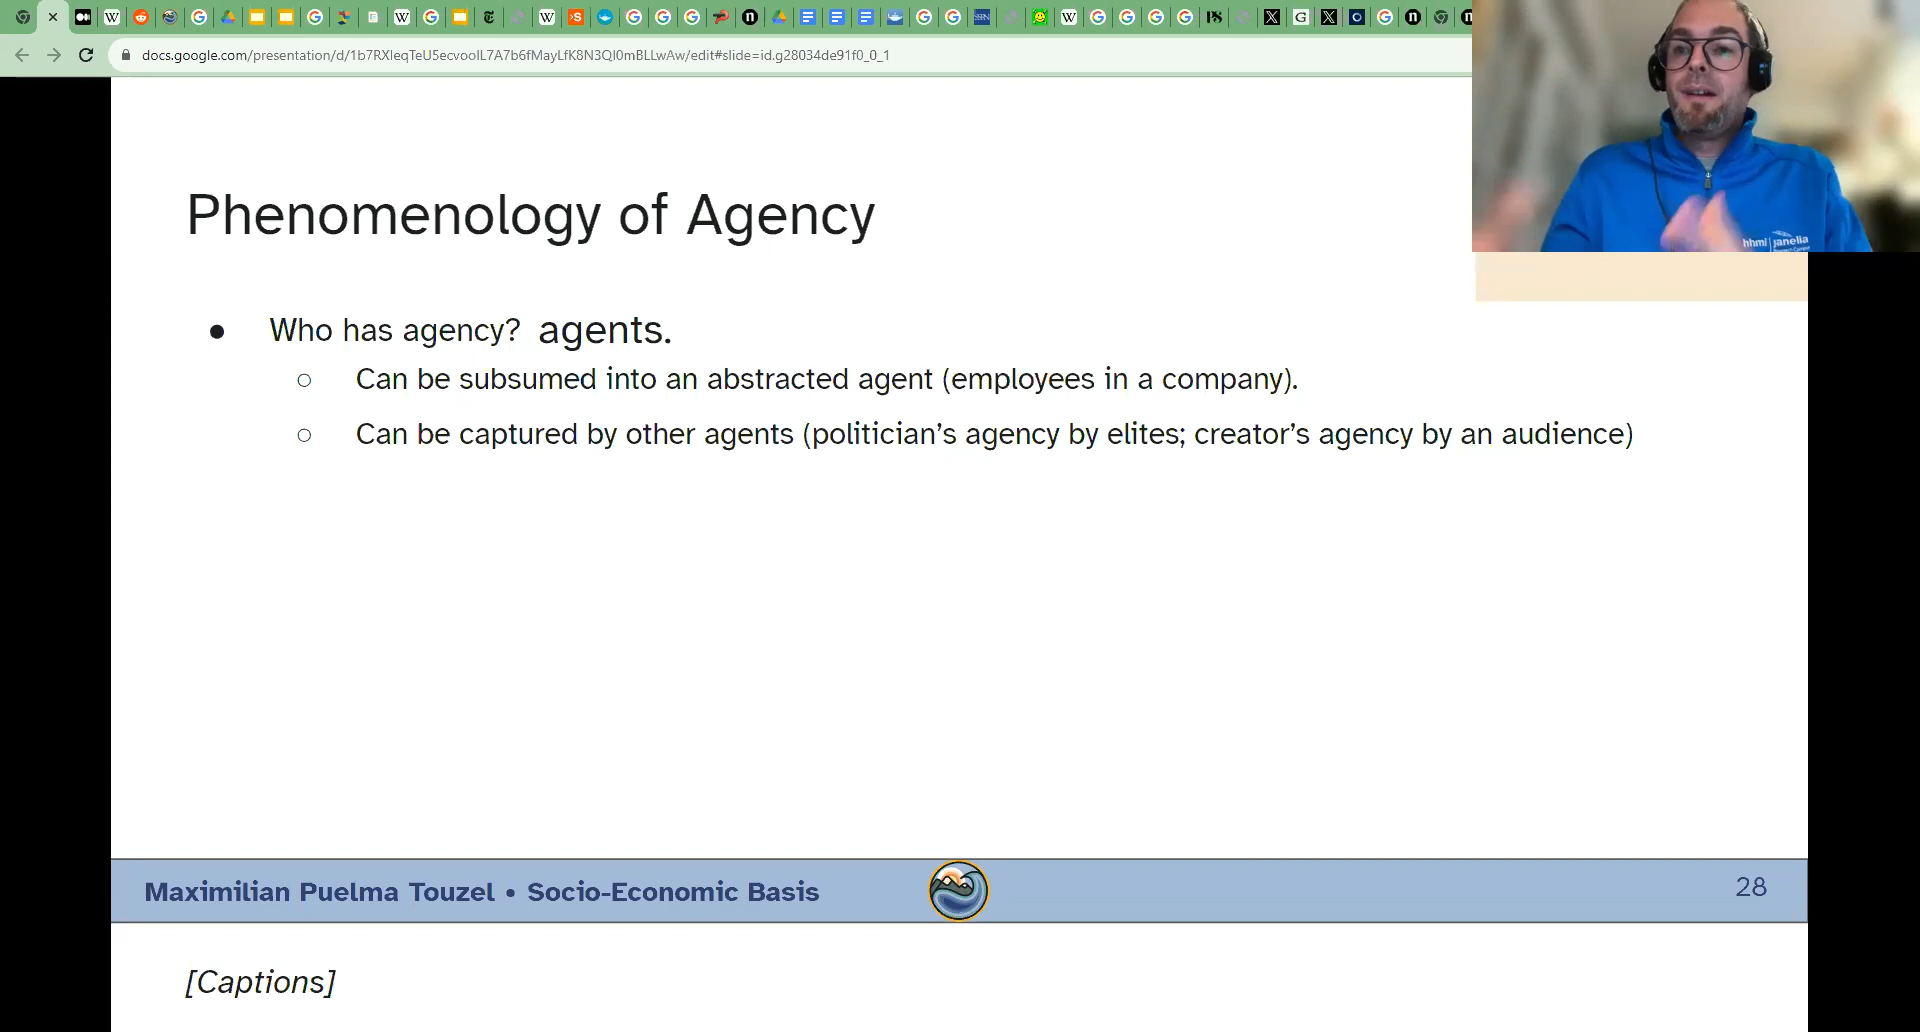 docs.google.com/presentation/d/1b7RXleqTeU5ecvooIL7A7b6fMayLfK8N3QJ0mBLLwAw/edit#slide=id.g28034de91f0_0_1
hhmi | janelia
Phenomenology of Agency
● Who has agency? agents.
○ Can be subsumed into an abstracted agent (employees in a company).
○ Can be captured by other agents (politician’s agency by elites; creator’s agency by an audience)
Maximilian Puelma Touzel • Socio-Economic Basis
28
[Captions]